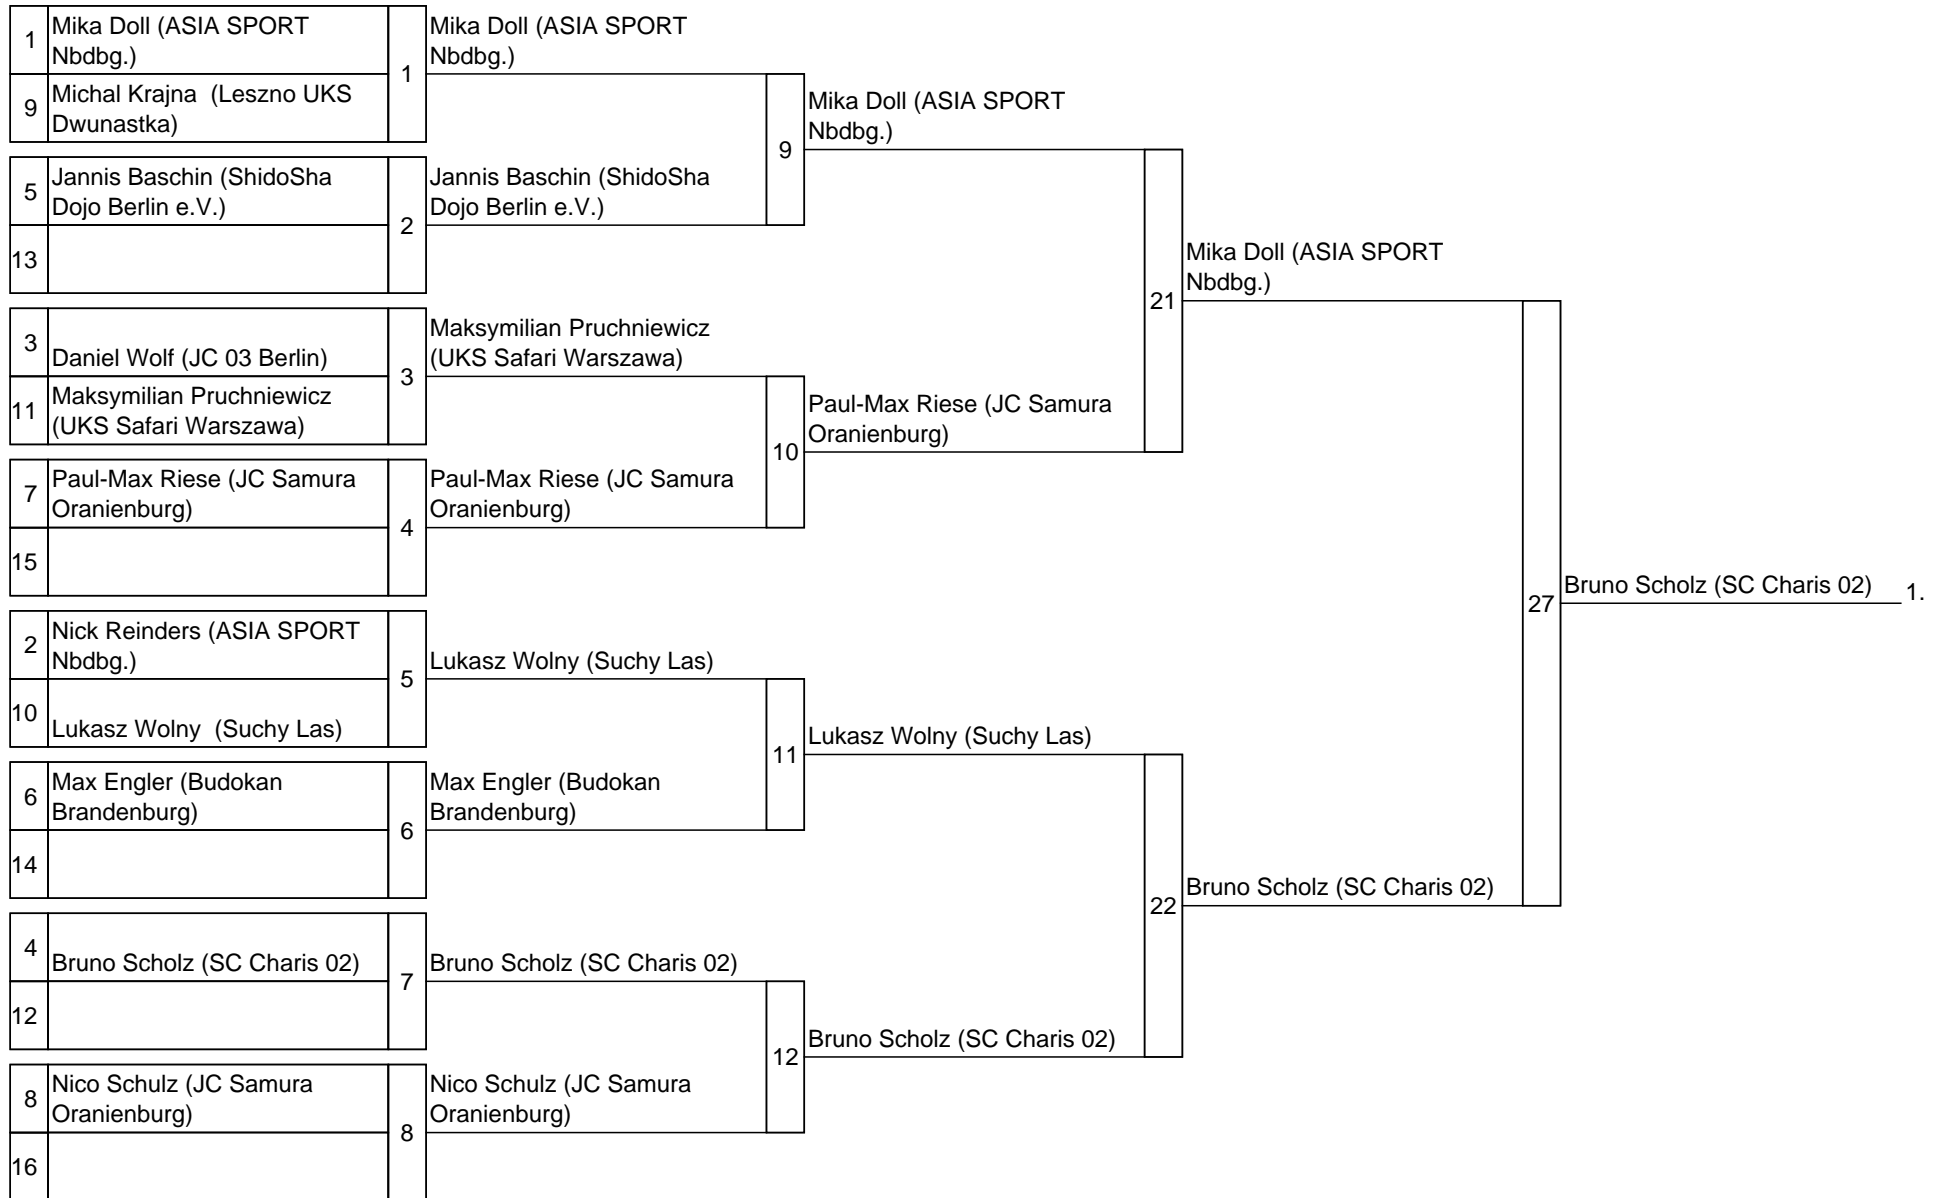 1
Mika Doll (ASIA SPORT
Nbdbg.)
9
Michal Krajna  (Leszno UKS
Dwunastka)
1
5
Jannis Baschin (ShidoSha
Dojo Berlin e.V.)
13
2
3
Daniel Wolf (JC 03 Berlin)
11
Maksymilian Pruchniewicz
(UKS Safari Warszawa)
3
7
Paul-Max Riese (JC Samura
Oranienburg)
15
4
2
Nick Reinders (ASIA SPORT
Nbdbg.)
10
Lukasz Wolny  (Suchy Las)
5
6
Max Engler (Budokan
Brandenburg)
14
6
4
Bruno Scholz (SC Charis 02)
12
7
8
Nico Schulz (JC Samura
Oranienburg)
16
8
Mika Doll (ASIA SPORT
Nbdbg.)
Jannis Baschin (ShidoSha
Dojo Berlin e.V.)
9
Maksymilian Pruchniewicz
(UKS Safari Warszawa)
Paul-Max Riese (JC Samura
Oranienburg)
10
Lukasz Wolny (Suchy Las)
Max Engler (Budokan
Brandenburg)
11
Bruno Scholz (SC Charis 02)
Nico Schulz (JC Samura
Oranienburg)
12
Mika Doll (ASIA SPORT
Nbdbg.)
Paul-Max Riese (JC Samura
Oranienburg)
21
Lukasz Wolny (Suchy Las)
Bruno Scholz (SC Charis 02)
22
Mika Doll (ASIA SPORT
Nbdbg.)
Bruno Scholz (SC Charis 02)
27
Bruno Scholz (SC Charis 02)
1.